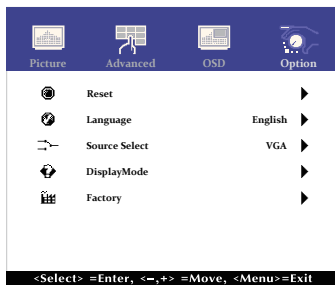 Picture Advanced OSD Option
Reset
Language English
Source Select VGA
DisplayMode
Factory
<Select> =Enter, <−,+> =Move, <Menu>=Exit